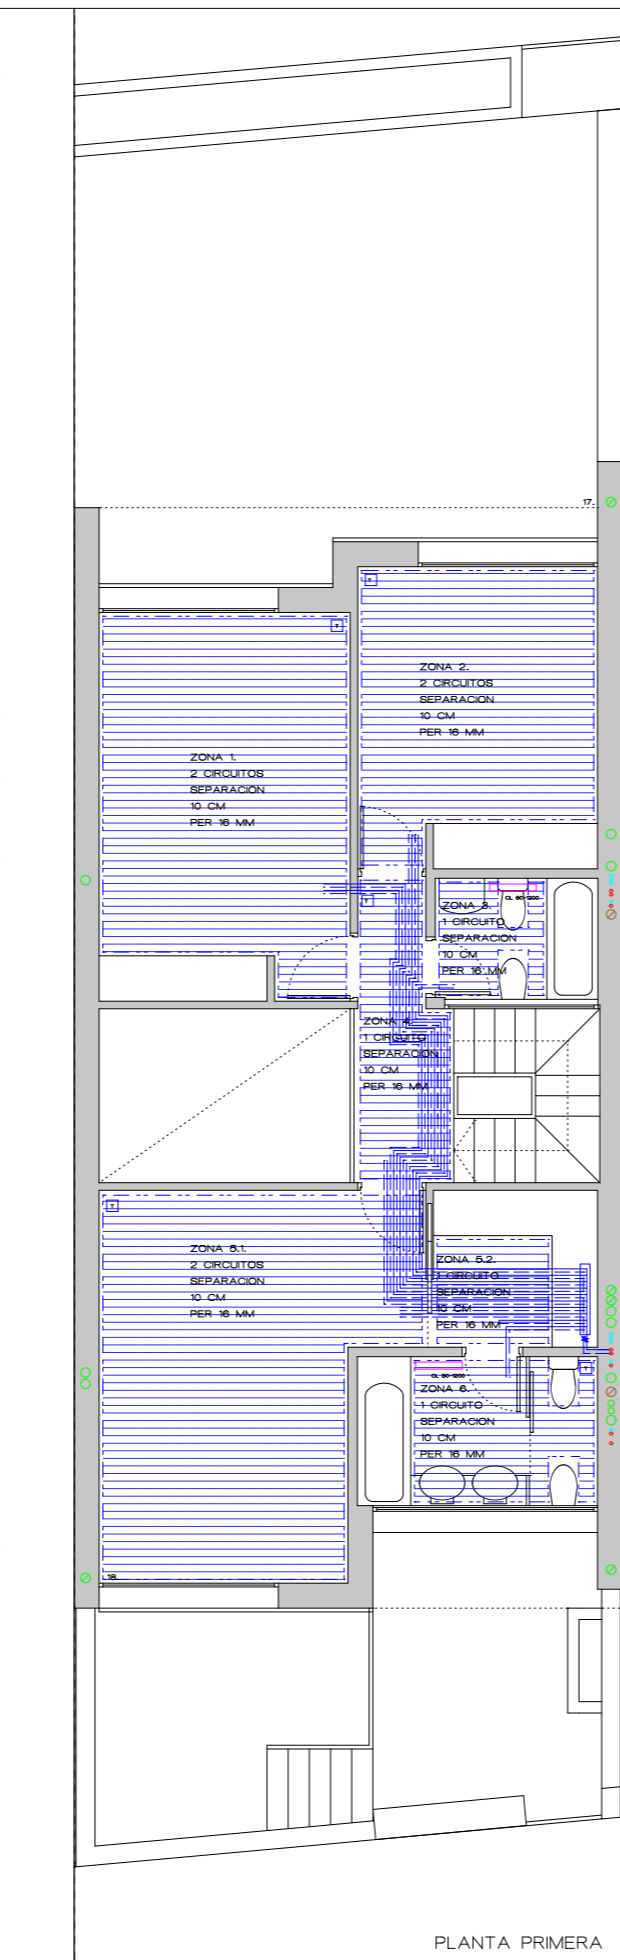 17.
T
ZONA 2.
2 CIRCUITOS
SEPARACION
10 CM
PER 16 MM
T
ZONA 1.
2 CIRCUITOS
SEPARACION
10 CM
PER 16 MM
T
CL 50-1200
ZONA 3.
1 CIRCUITO
SEPARACION
10 CM
PER 16 MM
ZONA 4.
1 CIRCUITO
SEPARACION
10 CM
PER 16 MM
T
ZONA 5.1.
2 CIRCUITOS
SEPARACION
10 CM
PER 16 MM
ZONA 5.2.
1 CIRCUITO
SEPARACION
10 CM
PER 16 MM
T
CL 50-1200
ZONA 6.
1 CIRCUITO
SEPARACION
10 CM
PER 16 MM
18.
PLANTA PRIMERA